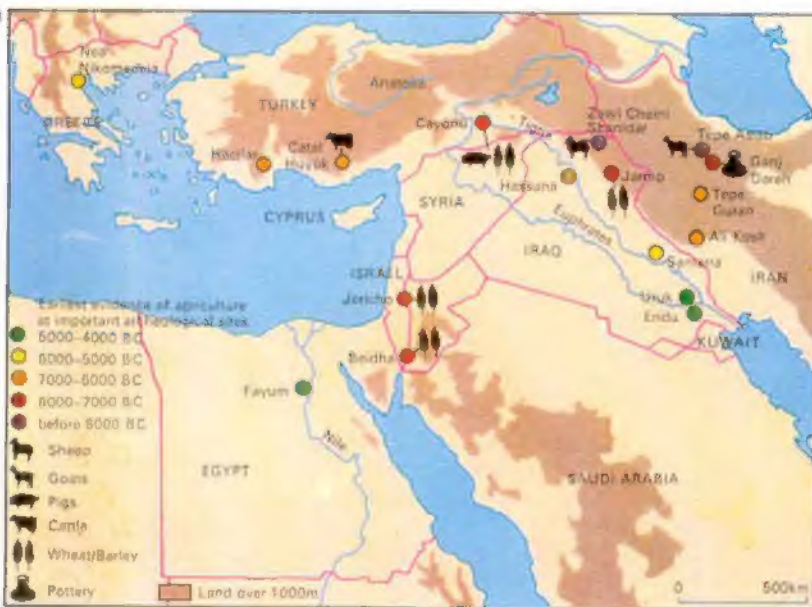 Nea
Nikomedhia
GREECE
TURKEY
Anatolia
Hacilar
Catal
Huyuk
Cayonu
Tigris
Zawi Chemi
Shanidar
Tepe Asiab
Ganj
Dareh
Jarmo
Hassuna
Tepe
Guran
Ali Kosh
CYPRUS
SYRIA
Euphrates
IRAQ
IRAN
Samarra
Uruk
Eridu
ISRAEL
Jericho
KUWAIT
Beidha
Fayum
Nile
EGYPT
SAUDI ARABIA
Earliest evidence of agriculture
at important archeological sites
5000–4000 BC
6000–5000 BC
7000–6000 BC
8000–7000 BC
before 8000 BC
Sheep
Goats
Pigs
Cattle
Wheat/Barley
Pottery
Land over 1000m
0 500km